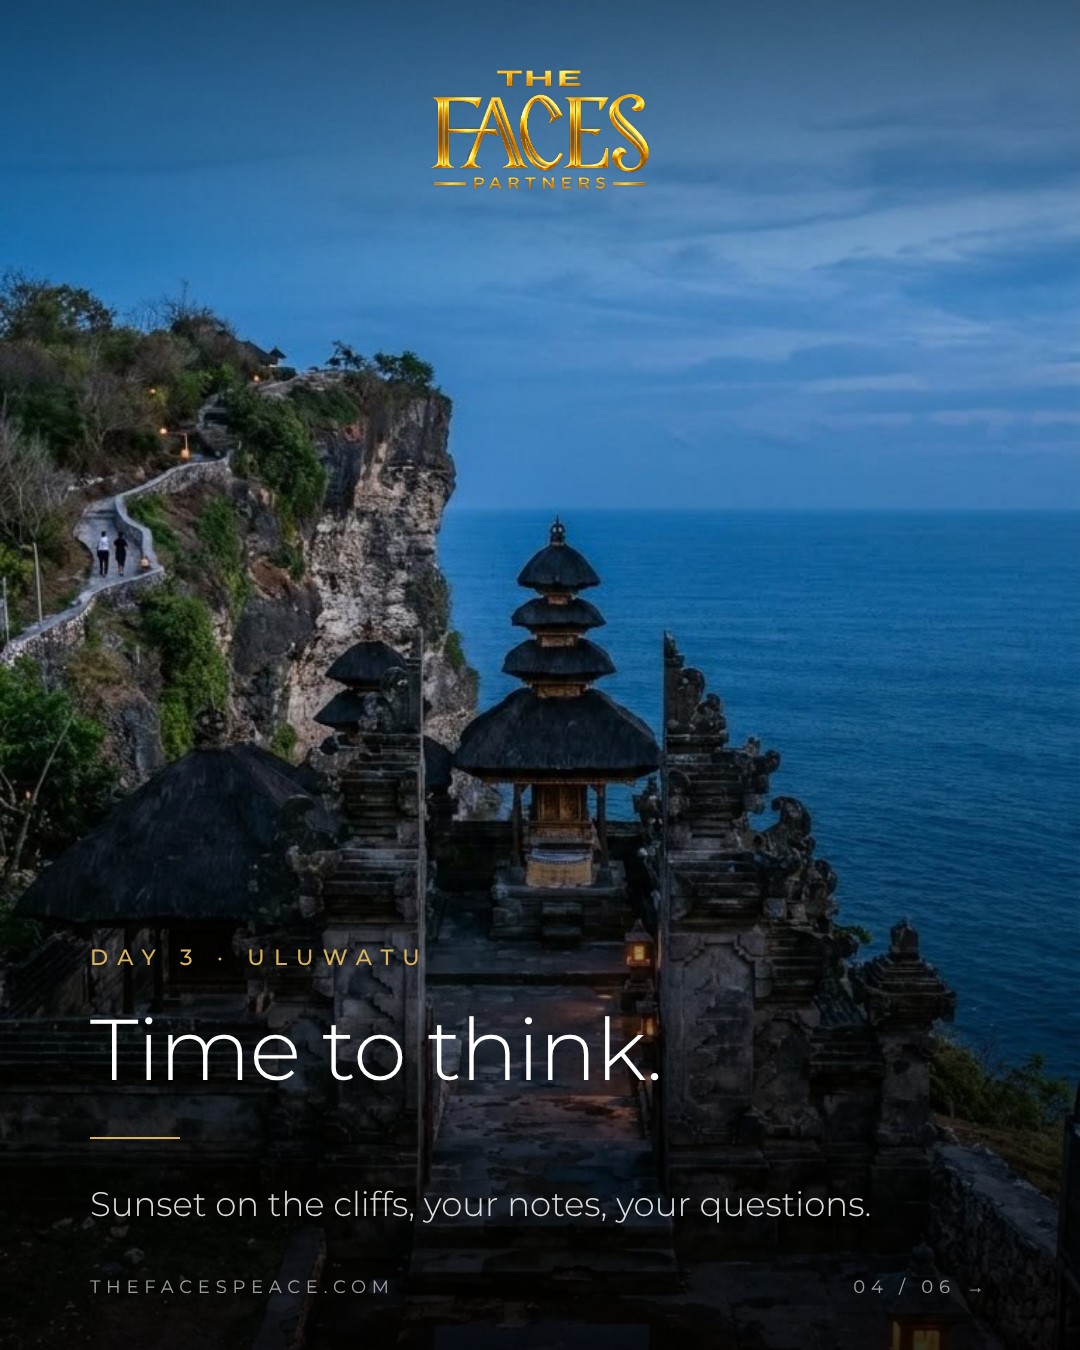 THE
FACES
PARTNERS
DAY 3 · ULUWATU
Time to think.
Sunset on the cliffs, your notes, your questions.
THEFACESPEACE.COM
04 / 06 →